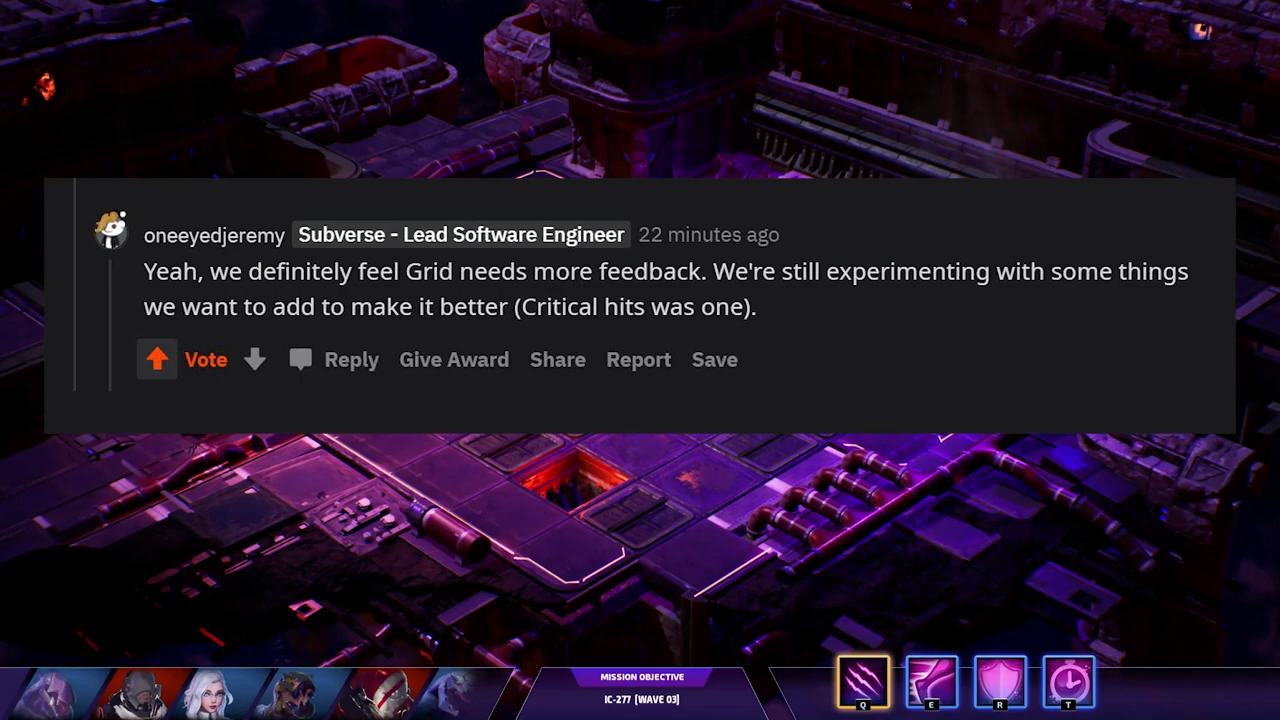 oneeyedjeremy Subverse - Lead Software Engineer 22 minutes ago
Yeah, we definitely feel Grid needs more feedback. We're still experimenting with some things
we want to add to make it better (Critical hits was one).
Vote Reply Give Award Share Report Save
MISSION OBJECTIVE
IC-277 [WAVE 03]
Q E R T